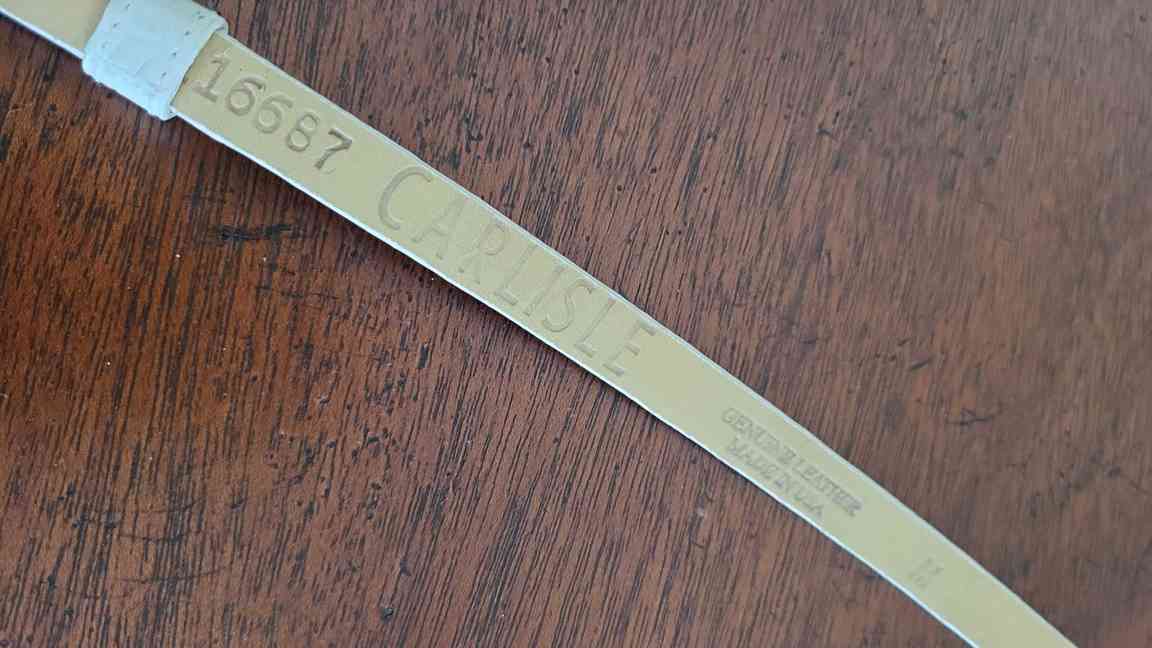 16687 CARLISLE
GENUINE LEATHER
MADE IN U.S.A.
M